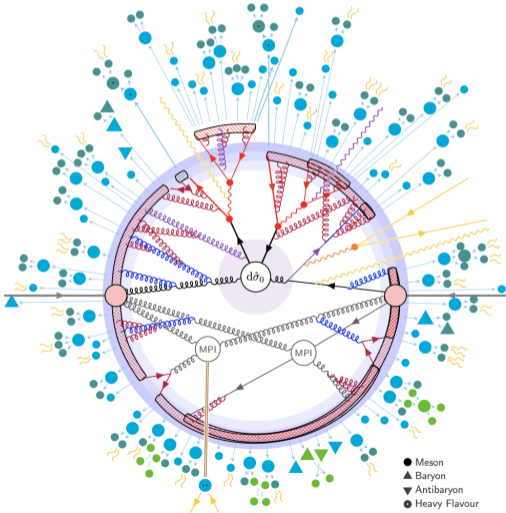 dσ̂₀
MPI
MPI
Meson
Baryon
Antibaryon
Heavy Flavour